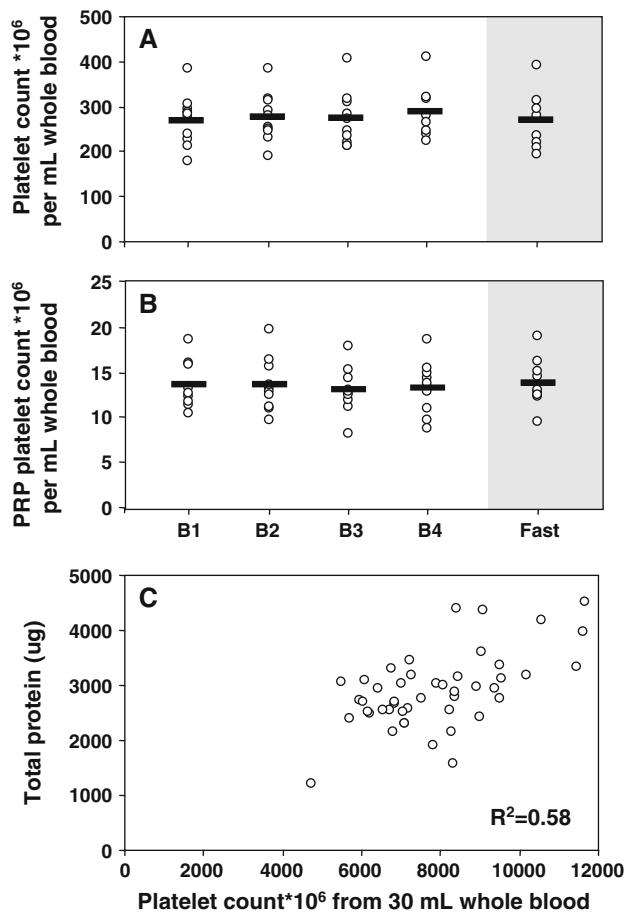 A
Platelet count *10⁶
per mL whole blood
500
400
300
200
100
0
B
PRP platelet count *10⁶
per mL whole blood
25
20
15
10
5
0
B1 B2 B3 B4 Fast
C
Total protein (ug)
5000
4000
3000
2000
1000
0
R²=0.58
0 2000 4000 6000 8000 10000 12000
Platelet count*10⁶ from 30 mL whole blood